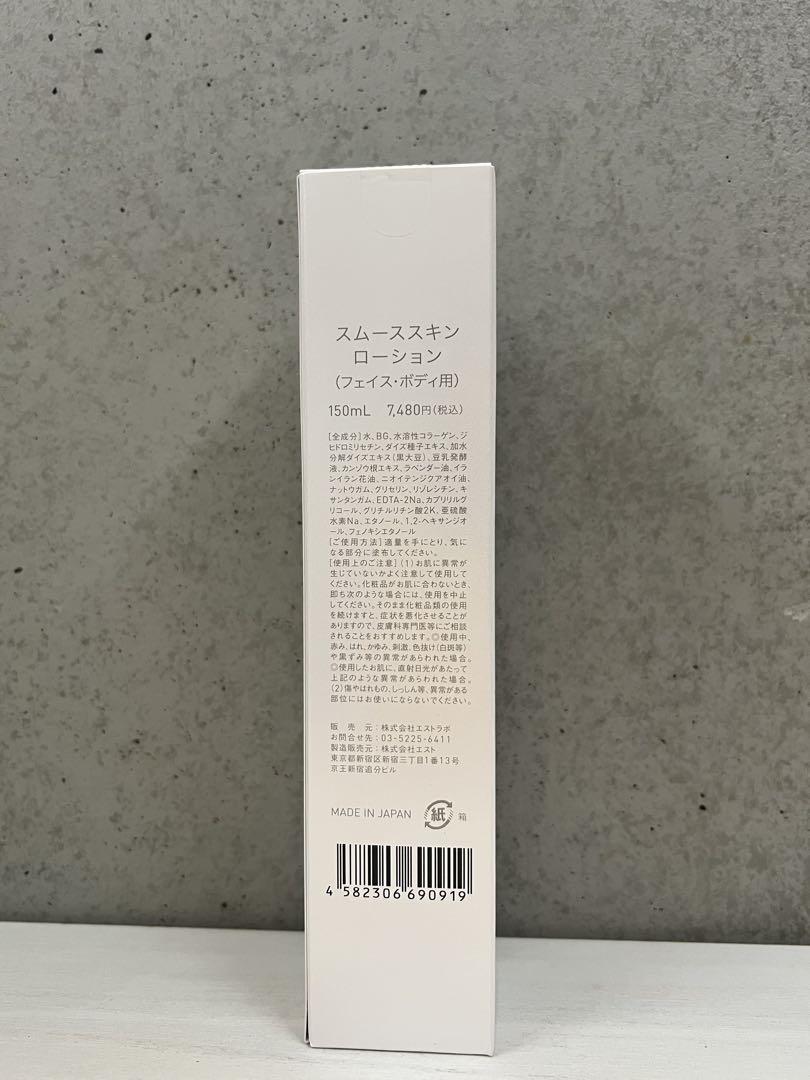 スムーススキン
ローション
（フェイス・ボディ用）
150mL 7,480円（税込）
［全成分］水、BG、水溶性コラーゲン、ジ
ヒドロミリセチン、ダイズ種子エキス、加水
分解ダイズエキス（黒大豆）、豆乳発酵
液、カンゾウ根エキス、ラベンダー油、イラン
イラン花油、ニオイテンジクアオイ油、
ナットウガム、グリセリン、リゾレシチン、キ
サンタンガム、EDTA-2Na、カプリリルグ
リコール、グリチルリチン酸2K、亜硫酸
水素Na、エタノール、1,2-ヘキサンジオ
ール、フェノキシエタノール
［ご使用方法］適量を手にとり、気に
なる部分に塗布してください。
［使用上のご注意］（1）お肌に異常が
生じていないかよく注意して使用して
ください。化粧品がお肌に合わないとき、
即ち次のような場合には、使用を中止
してください。そのまま化粧品類の使用
を続けますと、症状を悪化させることが
ありますので、皮膚科専門医等にご相談
されることをおすすめします。◎使用中、
赤み、はれ、かゆみ、刺激、色抜け（白斑等）
や黒ずみ等の異常があらわれた場合。
◎使用したお肌に、直射日光があたって
上記のような異常があらわれた場合。
（2）傷やはれもの、しっしん等、異常がある
部位にはお使いにならないでください。
販売元：株式会社エストラボ
お問合せ先：03-5225-6411
製造販売元：株式会社エスト
東京都新宿区新宿三丁目1番13号
京王新宿追分ビル
MADE IN JAPAN 紙 箱
4 582306 690919